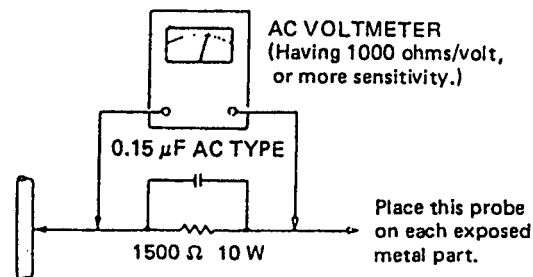 AC VOLTMETER
(Having 1000 ohms/volt,
or more sensitivity.)
0.15 µF AC TYPE
1500 Ω 10 W
Place this probe
on each exposed
metal part.